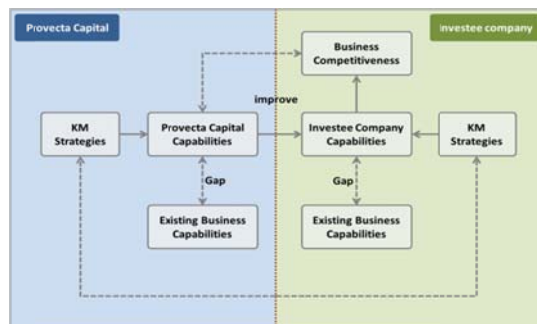 Provecta Capital
Investee company
Business
Competitiveness
improve
KM
Strategies
Provecta Capital
Capabilities
Investee Company
Capabilities
KM
Strategies
Gap
Gap
Existing Business
Capabilities
Existing Business
Capabilities